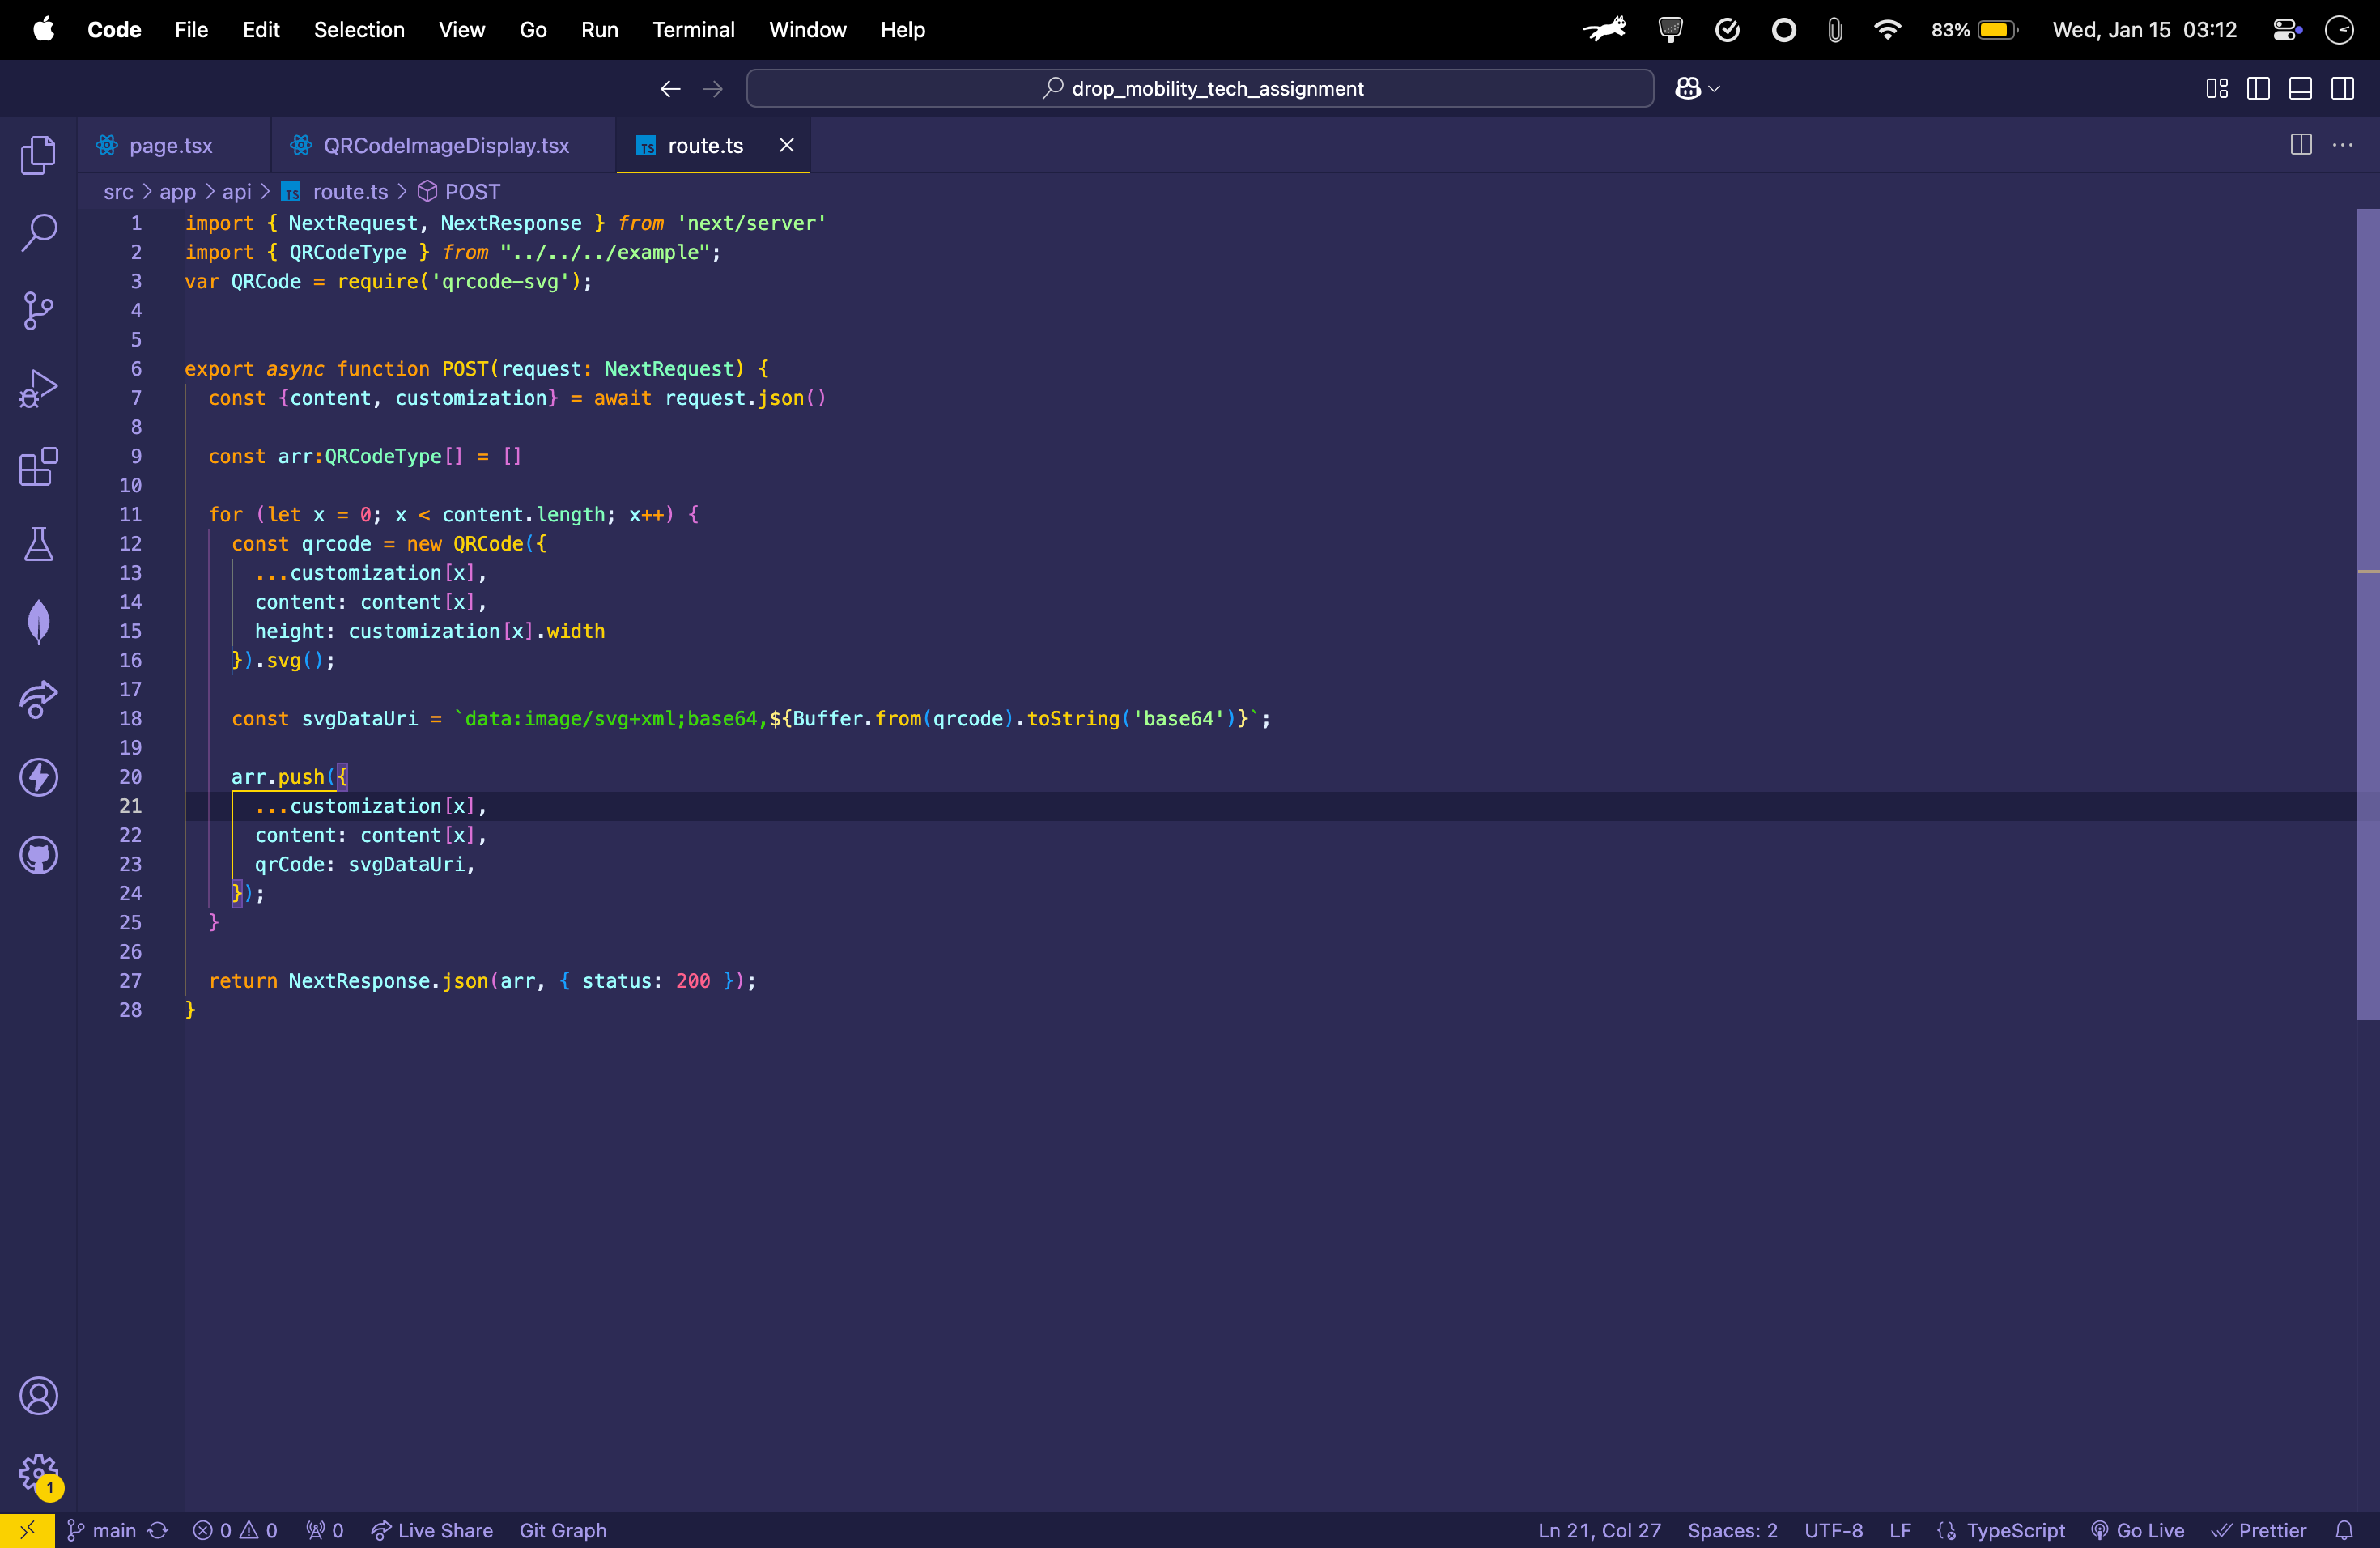 Code File Edit Selection View Go Run Terminal Window Help 83% Wed, Jan 15 03:12
drop_mobility_tech_assignment
page.tsx QRCodeImageDisplay.tsx TS route.ts
src > app > api > TS route.ts > POST
1 import { NextRequest, NextResponse } from 'next/server'
2 import { QRCodeType } from "../../../example";
3 var QRCode = require('qrcode-svg');
4
5
6 export async function POST(request: NextRequest) {
7 const {content, customization} = await request.json()
8
9 const arr:QRCodeType[] = []
10
11 for (let x = 0; x < content.length; x++) {
12 const qrcode = new QRCode({
13 ...customization[x],
14 content: content[x],
15 height: customization[x].width
16 }).svg();
17
18 const svgDataUri = `data:image/svg+xml;base64,${Buffer.from(qrcode).toString('base64')}`;
19
20 arr.push({
21 ...customization[x],
22 content: content[x],
23 qrCode: svgDataUri,
24 });
25 }
26
27 return NextResponse.json(arr, { status: 200 });
28 }
1
main 0 0 0 Live Share Git Graph Ln 21, Col 27 Spaces: 2 UTF-8 LF TypeScript Go Live Prettier